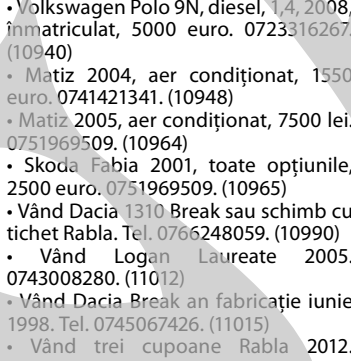 • Volkswagen Polo 9N, diesel, 1,4, 2008,
înmatriculat, 5000 euro. 0723316267.
(10940)
• Matiz 2004, aer condiționat, 1550
euro. 0741421341. (10948)
• Matiz 2005, aer condiționat, 7500 lei.
0751969509. (10964)
• Skoda Fabia 2001, toate opțiunile,
2500 euro. 0751969509. (10965)
• Vând Dacia 1310 Break sau schimb cu
tichet Rabla. Tel. 0766248059. (10990)
• Vând Logan Laureate 2005.
0743008280. (11012)
• Vând Dacia Break an fabricație iunie
1998. Tel. 0745067426. (11015)
• Vând trei cupoane Rabla 2012.